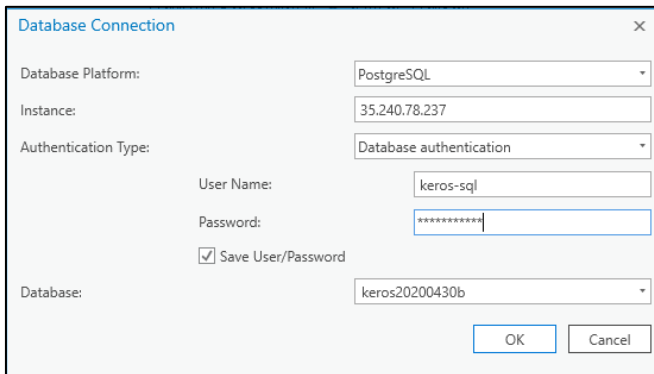 Database Connection
Database Platform: PostgreSQL
Instance: 35.240.78.237
Authentication Type: Database authentication
User Name: keros-sql
Password: ***********
Save User/Password
Database: keros20200430b
OK Cancel